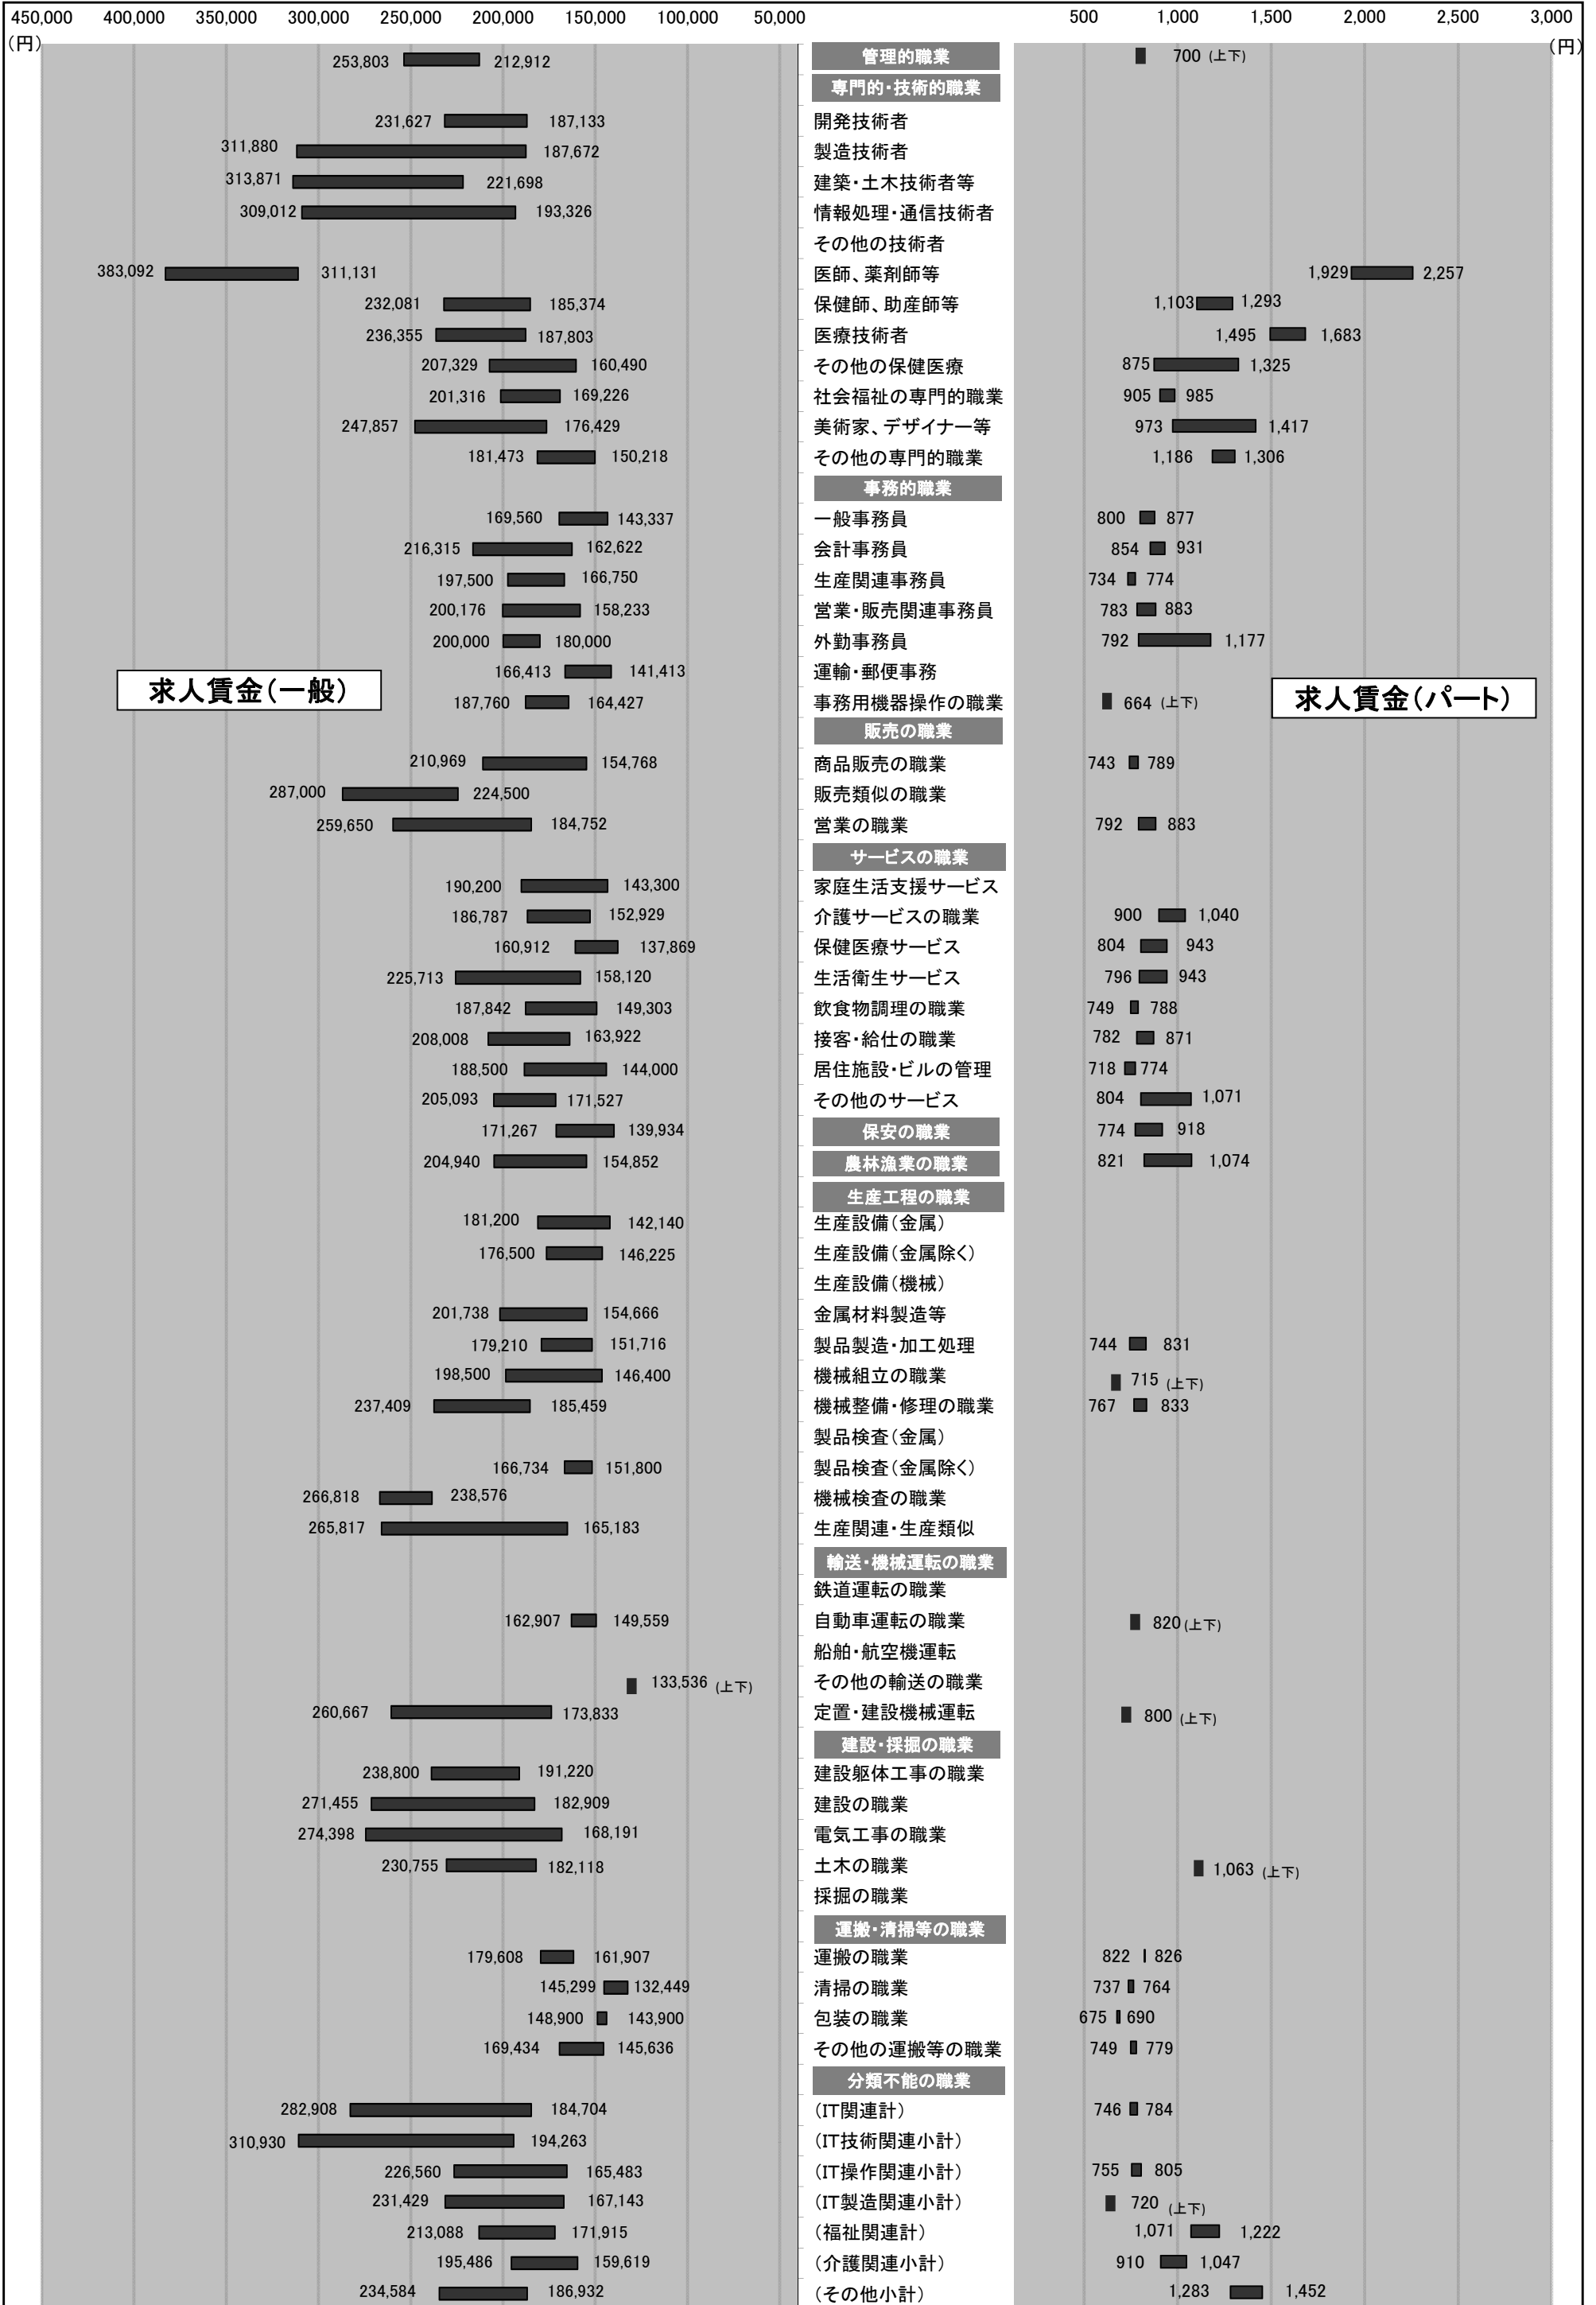 450,000 400,000 350,000 300,000 250,000 200,000 150,000 100,000 50,000 500 1,000 1,500 2,000 2,500 3,000
(円) (円)
253,803 212,912 管理的職業 700 (上下)
専門的・技術的職業
231,627 187,133 開発技術者
311,880 187,672 製造技術者
313,871 221,698 建築・土木技術者等
309,012 193,326 情報処理・通信技術者
その他の技術者
383,092 311,131 医師、薬剤師等 1,929 2,257
232,081 185,374 保健師、助産師等 1,103 1,293
236,355 187,803 医療技術者 1,495 1,683
207,329 160,490 その他の保健医療 875 1,325
201,316 169,226 社会福祉の専門的職業 905 985
247,857 176,429 美術家、デザイナー等 973 1,417
181,473 150,218 その他の専門的職業 1,186 1,306
事務的職業
169,560 143,337 一般事務員 800 877
216,315 162,622 会計事務員 854 931
197,500 166,750 生産関連事務員 734 774
200,176 158,233 営業・販売関連事務員 783 883
200,000 180,000 外勤事務員 792 1,177
166,413 141,413 運輸・郵便事務
求人賃金(一般) 求人賃金(パート)
187,760 164,427 事務用機器操作の職業 664 (上下)
販売の職業
210,969 154,768 商品販売の職業 743 789
287,000 224,500 販売類似の職業
259,650 184,752 営業の職業 792 883
サービスの職業
190,200 143,300 家庭生活支援サービス
186,787 152,929 介護サービスの職業 900 1,040
160,912 137,869 保健医療サービス 804 943
225,713 158,120 生活衛生サービス 796 943
187,842 149,303 飲食物調理の職業 749 788
208,008 163,922 接客・給仕の職業 782 871
188,500 144,000 居住施設・ビルの管理 718 774
205,093 171,527 その他のサービス 804 1,071
171,267 139,934 保安の職業 774 918
204,940 154,852 農林漁業の職業 821 1,074
生産工程の職業
181,200 142,140 生産設備(金属)
176,500 146,225 生産設備(金属除く)
生産設備(機械)
201,738 154,666 金属材料製造等
179,210 151,716 製品製造・加工処理 744 831
198,500 146,400 機械組立の職業 715 (上下)
237,409 185,459 機械整備・修理の職業 767 833
製品検査(金属)
166,734 151,800 製品検査(金属除く)
266,818 238,576 機械検査の職業
265,817 165,183 生産関連・生産類似
輸送・機械運転の職業
鉄道運転の職業
162,907 149,559 自動車運転の職業 820 (上下)
船舶・航空機運転
133,536 (上下) その他の輸送の職業
260,667 173,833 定置・建設機械運転 800 (上下)
建設・採掘の職業
238,800 191,220 建設躯体工事の職業
271,455 182,909 建設の職業
274,398 168,191 電気工事の職業
230,755 182,118 土木の職業 1,063 (上下)
採掘の職業
運搬・清掃等の職業
179,608 161,907 運搬の職業 822 826
145,299 132,449 清掃の職業 737 764
148,900 143,900 包装の職業 675 690
169,434 145,636 その他の運搬等の職業 749 779
分類不能の職業
282,908 184,704 (IT関連計) 746 784
310,930 194,263 (IT技術関連小計)
226,560 165,483 (IT操作関連小計) 755 805
231,429 167,143 (IT製造関連小計) 720 (上下)
213,088 171,915 (福祉関連計) 1,071 1,222
195,486 159,619 (介護関連小計) 910 1,047
234,584 186,932 (その他小計) 1,283 1,452